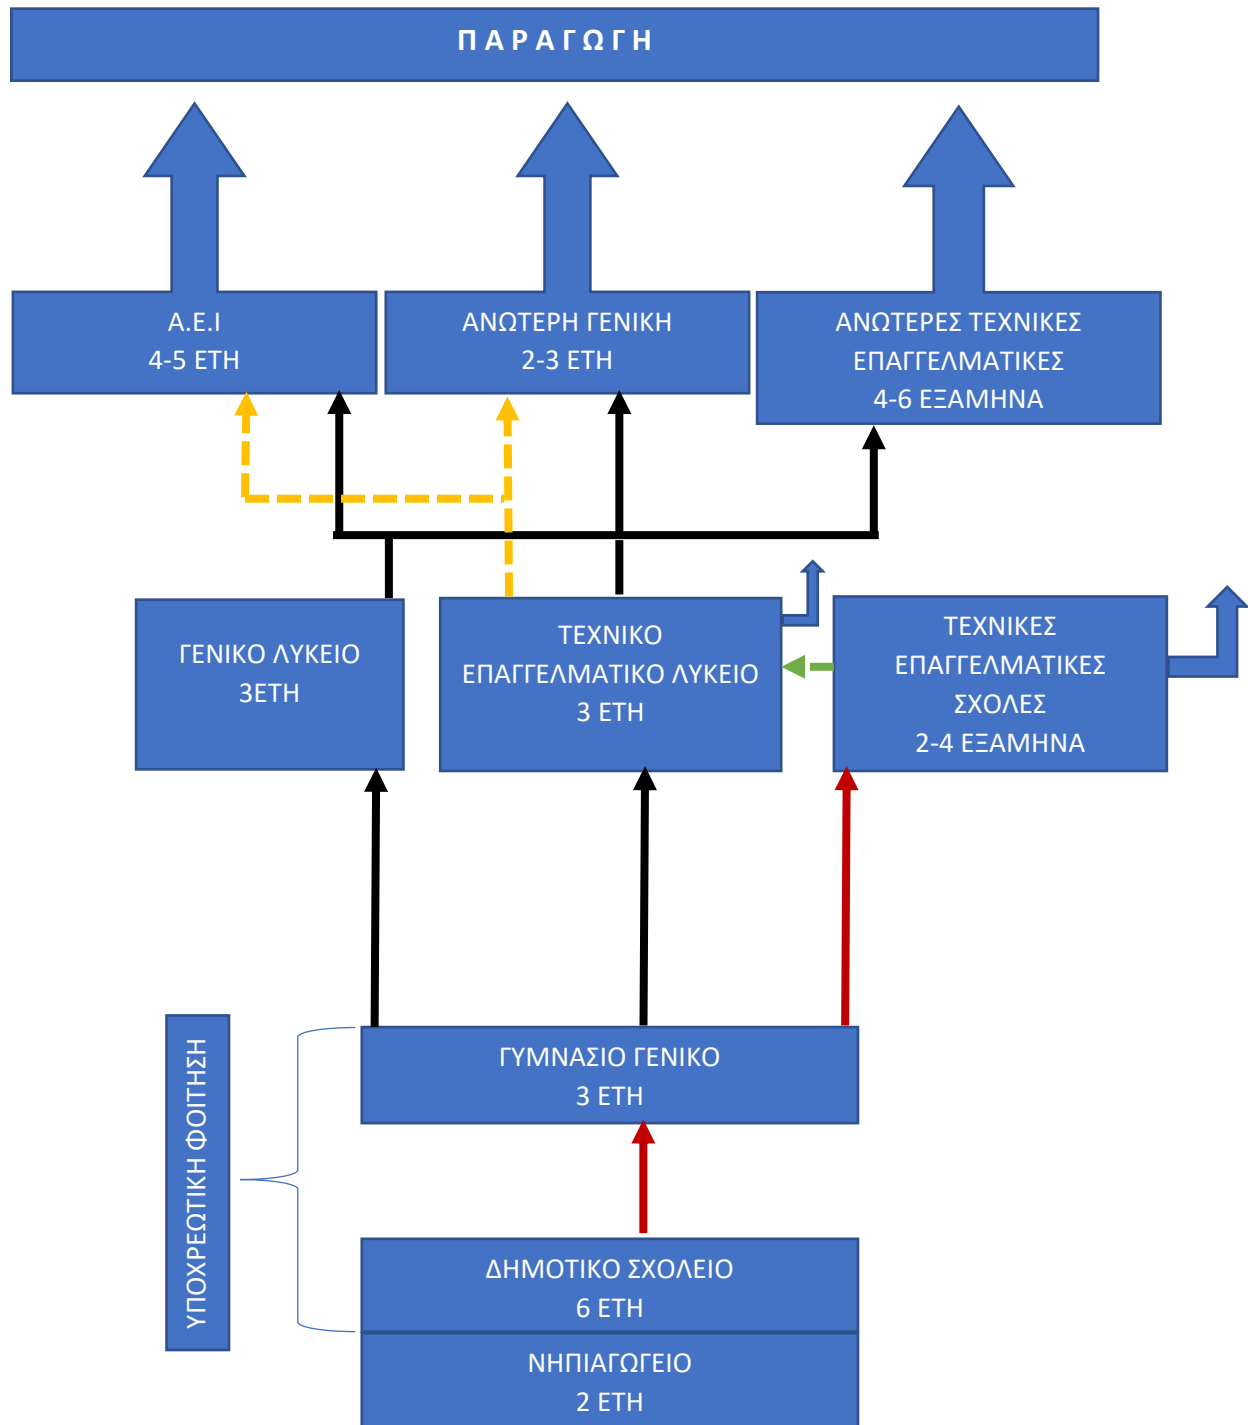 Π Α Ρ Α Γ Ω Γ Η
Α.Ε.Ι
4-5 ΕΤΗ
ΑΝΩΤΕΡΗ ΓΕΝΙΚΗ
2-3 ΕΤΗ
ΑΝΩΤΕΡΕΣ ΤΕΧΝΙΚΕΣ
ΕΠΑΓΓΕΛΜΑΤΙΚΕΣ
4-6 ΕΞΑΜΗΝΑ
ΓΕΝΙΚΟ ΛΥΚΕΙΟ
3ΕΤΗ
ΤΕΧΝΙΚΟ
ΕΠΑΓΓΕΛΜΑΤΙΚΟ ΛΥΚΕΙΟ
3 ΕΤΗ
ΤΕΧΝΙΚΕΣ
ΕΠΑΓΓΕΛΜΑΤΙΚΕΣ
ΣΧΟΛΕΣ
2-4 ΕΞΑΜΗΝΑ
ΥΠΟΧΡΕΩΤΙΚΗ ΦΟΙΤΗΣΗ
ΓΥΜΝΑΣΙΟ ΓΕΝΙΚΟ
3 ΕΤΗ
ΔΗΜΟΤΙΚΟ ΣΧΟΛΕΙΟ
6 ΕΤΗ
ΝΗΠΙΑΓΩΓΕΙΟ
2 ΕΤΗ